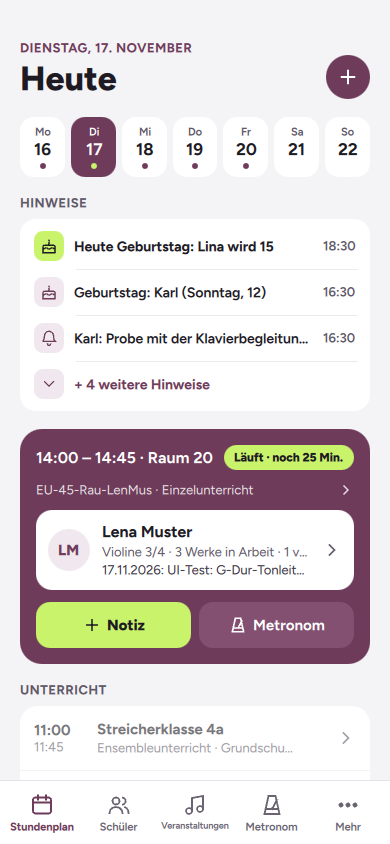 DIENSTAG, 17. NOVEMBER
Heute
Mo Di Mi Do Fr Sa So
16 17 18 19 20 21 22
HINWEISE
Heute Geburtstag: Lina wird 15 18:30
Geburtstag: Karl (Sonntag, 12) 16:30
Karl: Probe mit der Klavierbegleitun... 16:30
+ 4 weitere Hinweise
14:00 – 14:45 · Raum 20 Läuft · noch 25 Min.
EU-45-Rau-LenMus · Einzelunterricht
Lena Muster
LM Violine 3/4 · 3 Werke in Arbeit · 1 v...
17.11.2026: UI-Test: G-Dur-Tonleit...
+ Notiz Metronom
UNTERRICHT
11:00 Streicherklasse 4a
11:45 Ensembleunterricht · Grundschu...
Stundenplan Schüler Veranstaltungen Metronom Mehr